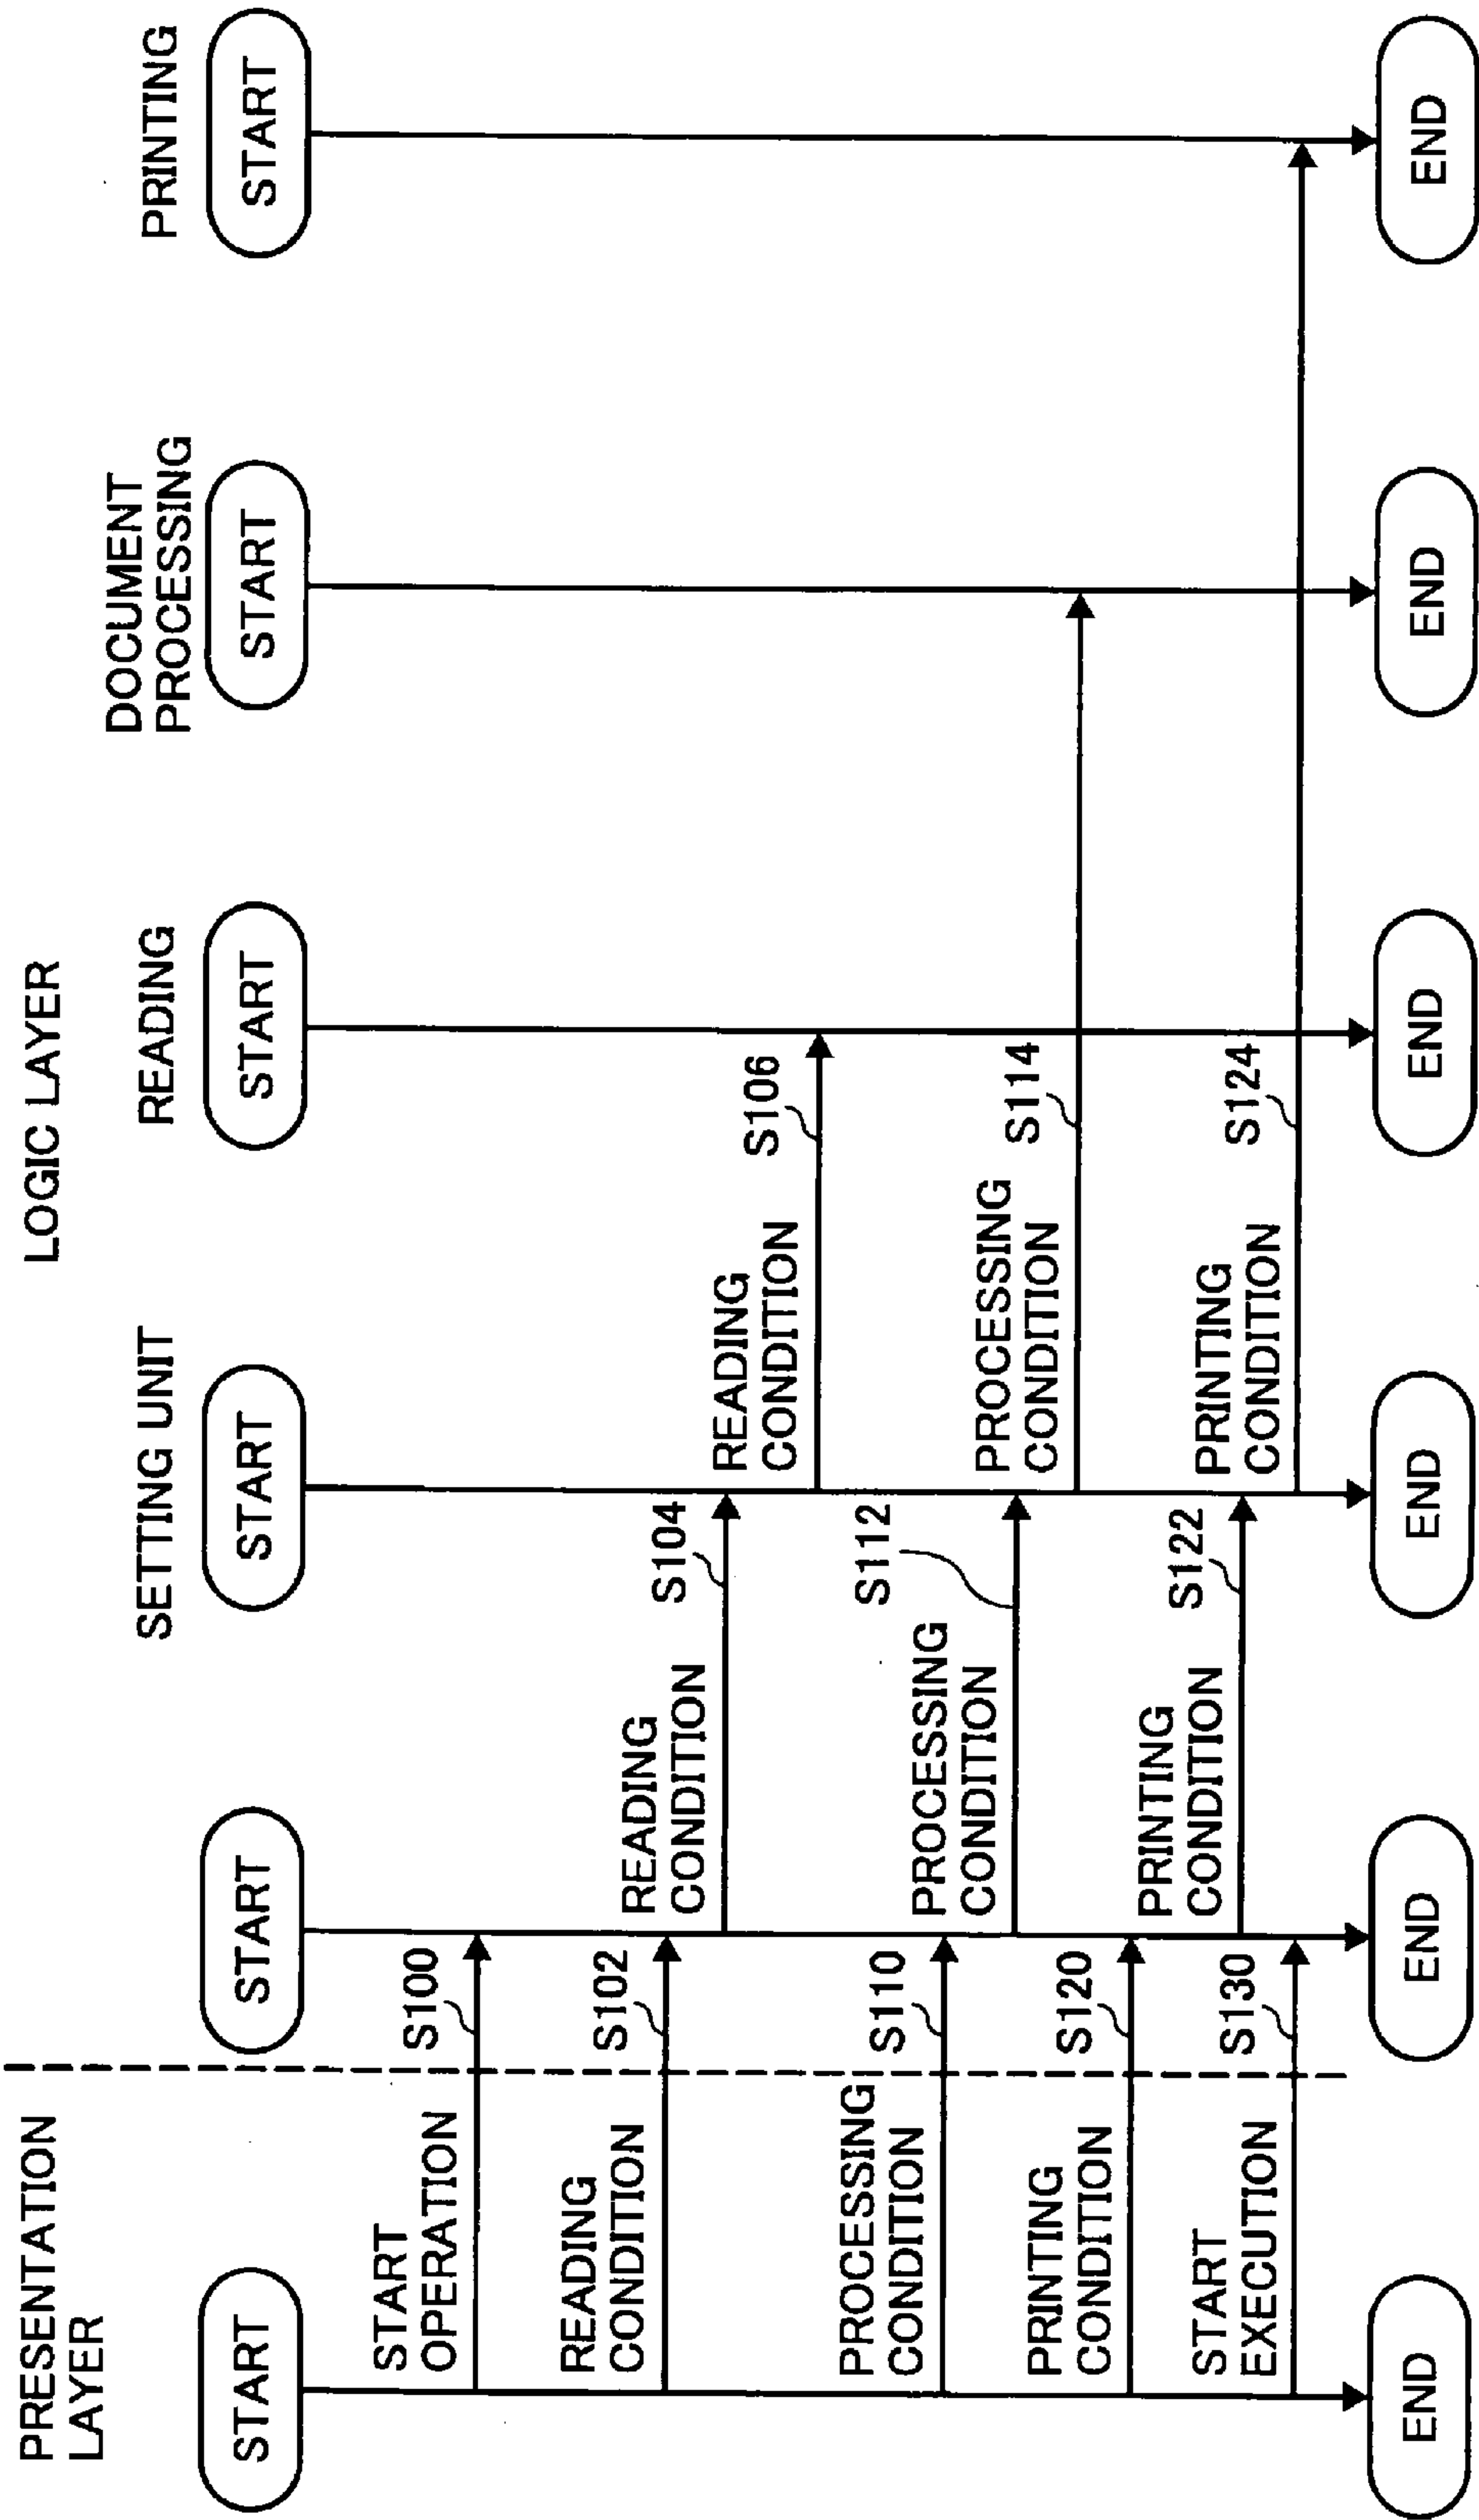 PRESENTATION
LAYER
LOGIC LAYER
SETTING UNIT
READING
DOCUMENT
PROCESSING
PRINTING
START
START
START
START
START
START
START
OPERATION
S100
READING
CONDITION
S102
READING
CONDITION
S104
READING
CONDITION
S106
PROCESSING
CONDITION
S110
PROCESSING
CONDITION
S112
PROCESSING
CONDITION
S114
PRINTING
CONDITION
S120
PRINTING
CONDITION
S122
PRINTING
CONDITION
S124
START
EXECUTION
S130
END
END
END
END
END
END